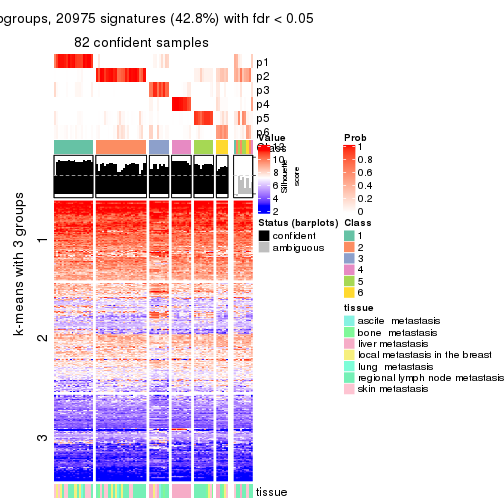 ogroups, 20975 signatures (42.8%) with fdr < 0.05
82 confident samples
p1
p2
p3
p4
p5
p6
Class
Silhouette
score
k-means with 3 groups
1
2
3
tissue
Value
10
8
6
4
2
Prob
1
0.8
0.6
0.4
0.2
0
Status (barplots)
confident
ambiguous
Class
1
2
3
4
5
6
tissue
ascite metastasis
bone metastasis
liver metastasis
local metastasis in the breast
lung metastasis
regional lymph node metastasis
skin metastasis